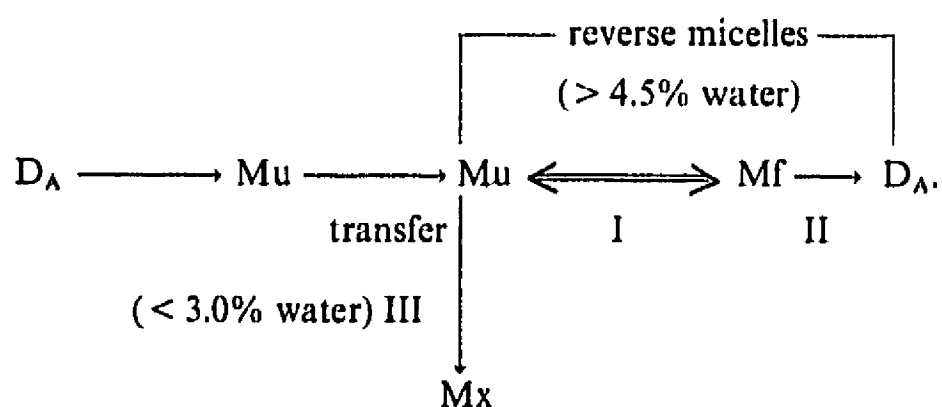 reverse micelles
(> 4.5% water)
D_A Mu Mu Mf D_A.
transfer I II
(< 3.0% water) III
Mx